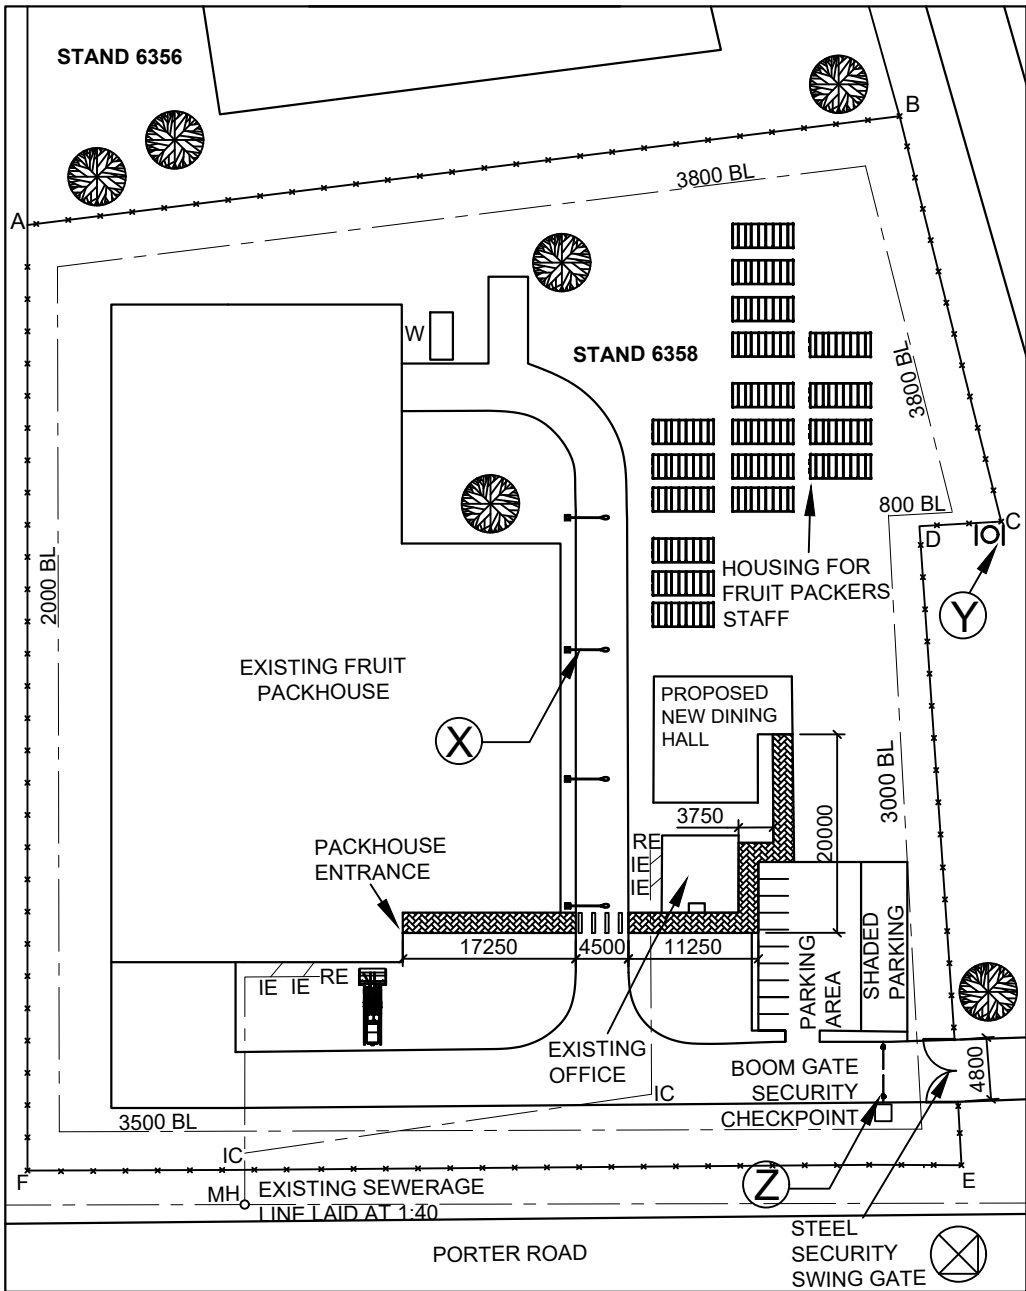 STAND 6356
B
3800 BL
A
W
STAND 6358
3800 BL
800 BL
C
D
2000 BL
HOUSING FOR
FRUIT PACKERS
STAFF
Y
EXISTING FRUIT
PACKHOUSE
X
PROPOSED
NEW DINING
HALL
3000 BL
3750
20000
PACKHOUSE
ENTRANCE
RE
IE
IE
17250
4500
11250
PARKING
AREA
SHADED
PARKING
IE
IE
RE
EXISTING
OFFICE
BOOM GATE
SECURITY
CHECKPOINT
4800
IC
3500 BL
IC
F
E
Z
MH
EXISTING SEWERAGE
LINE LAID AT 1:40
PORTER ROAD
STEEL
SECURITY
SWING GATE